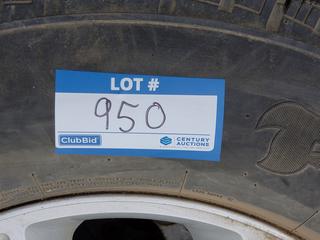 LOT #
950
ClubBid
CENTURY
AUCTIONS